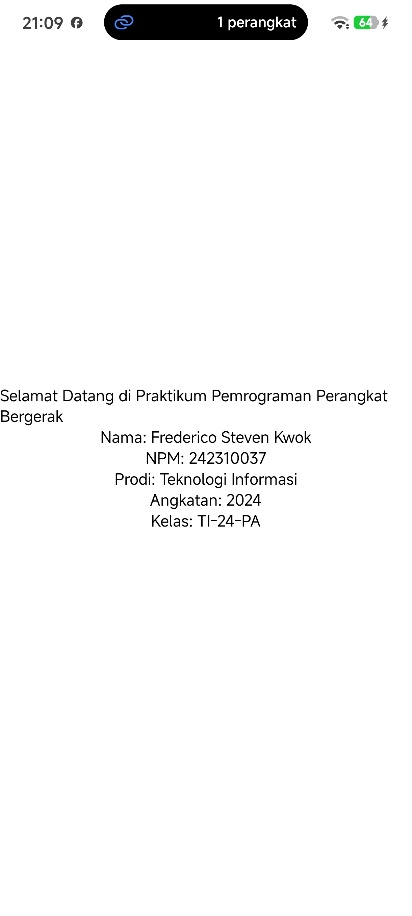 21:09
1 perangkat
64
Selamat Datang di Praktikum Pemrograman Perangkat
Bergerak
Nama: Frederico Steven Kwok
NPM: 242310037
Prodi: Teknologi Informasi
Angkatan: 2024
Kelas: TI-24-PA